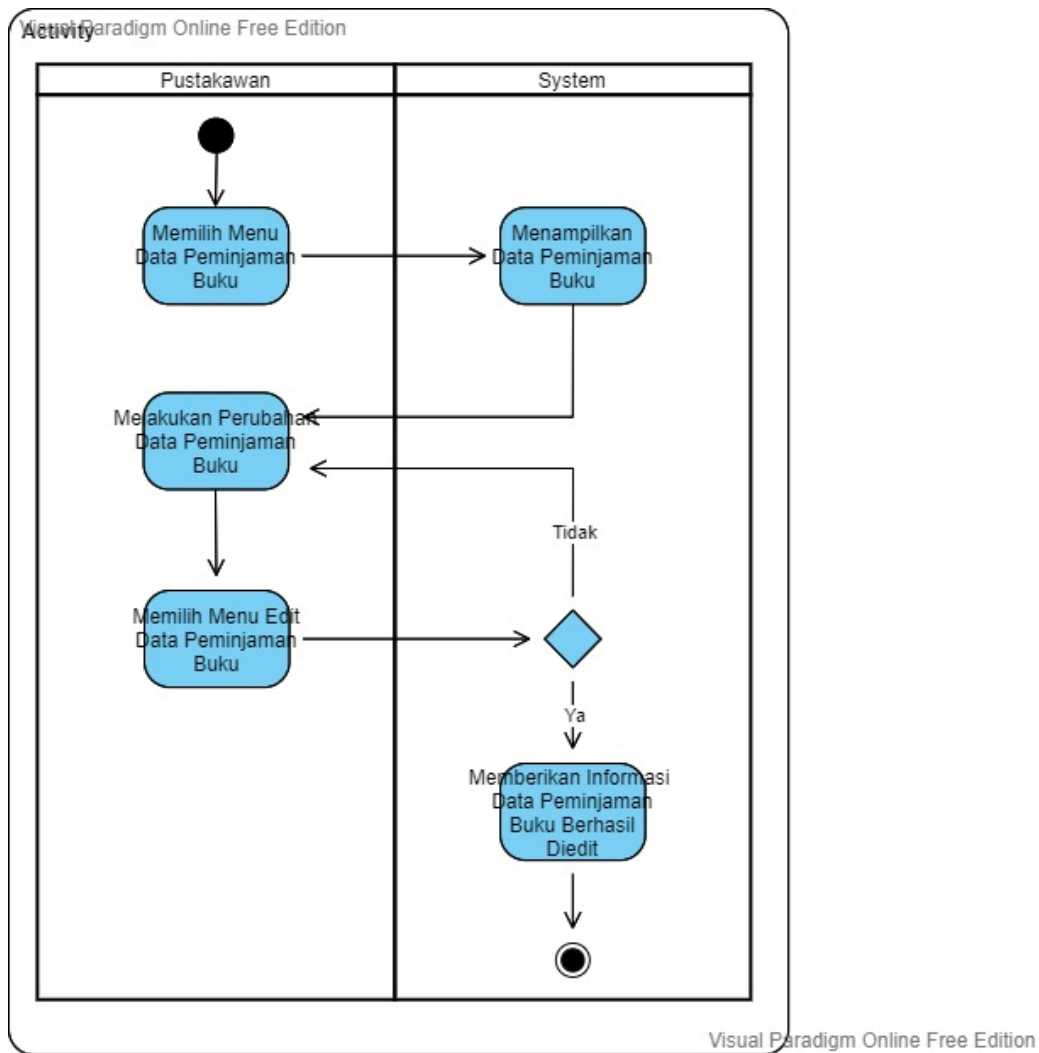 Visual Paradigm Online Free Edition
Activity
Pustakawan
System
Memilih Menu
Data Peminjaman
Buku
Menampilkan
Data Peminjaman
Buku
Melakukan Perubahan
Data Peminjaman
Buku
Tidak
Memilih Menu Edit
Data Peminjaman
Buku
Ya
Memberikan Informasi
Data Peminjaman
Buku Berhasil
Diedit
Visual Paradigm Online Free Edition